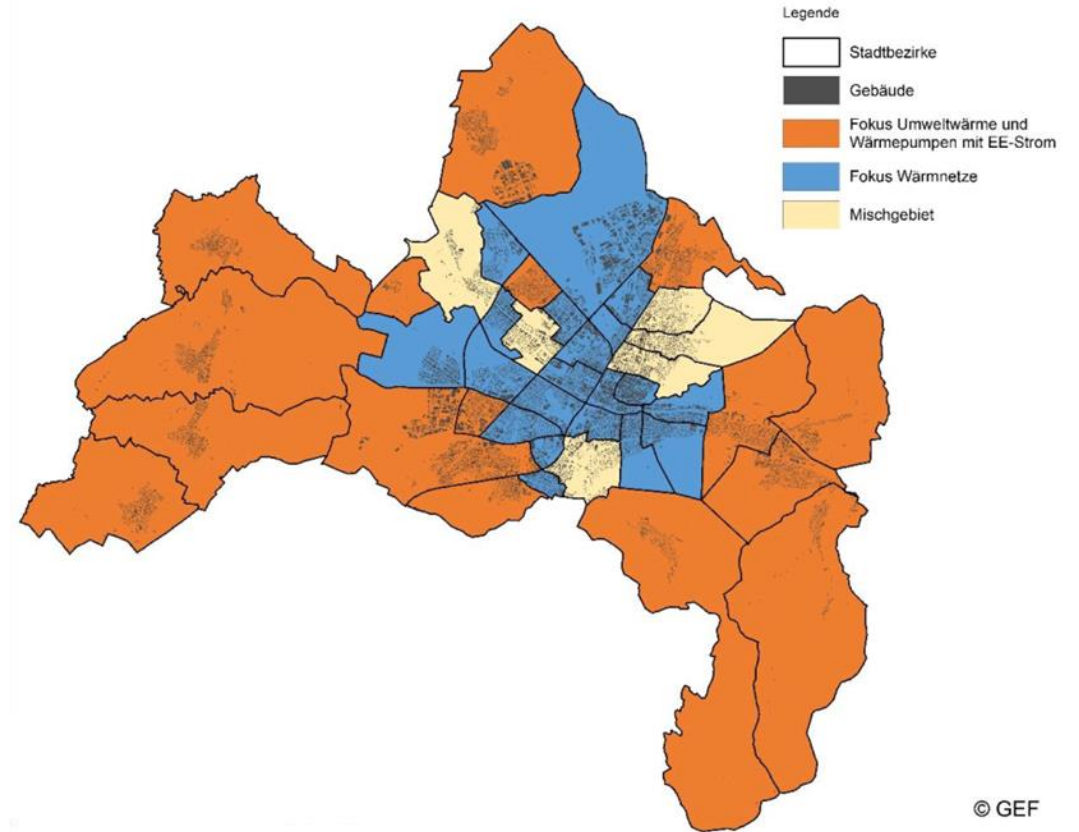 Legende
Stadtbezirke
Gebäude
Fokus Umweltwärme und
Wärmepumpen mit EE-Strom
Fokus Wärmnetze
Mischgebiet
© GEF